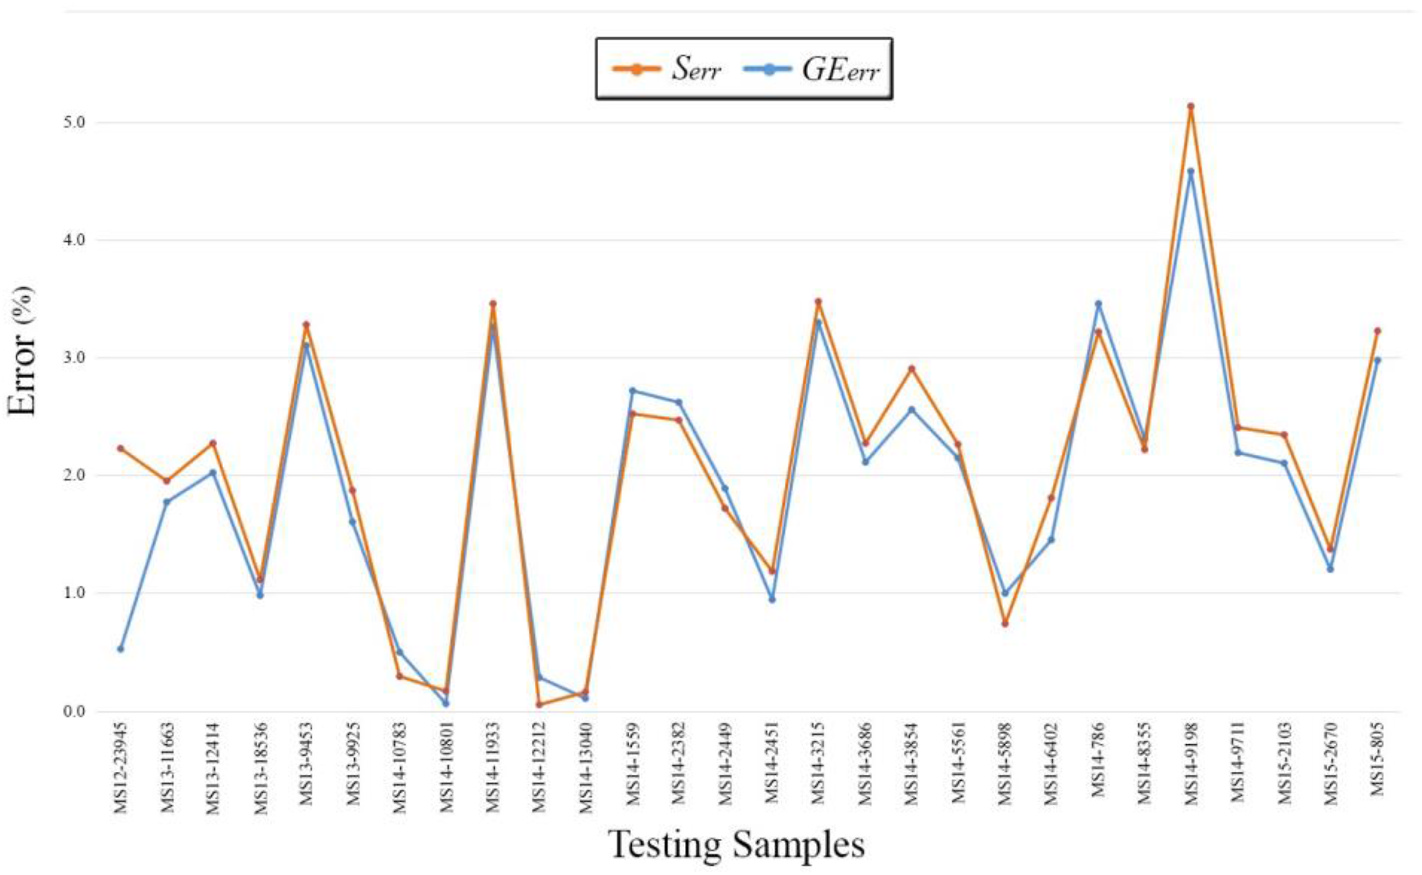 Serr GEerr
5.0
4.0
3.0
2.0
1.0
0.0
Error (%)
MS12-23945
MS13-11663
MS13-12414
MS13-18536
MS13-9453
MS13-9925
MS14-10783
MS14-10801
MS14-11933
MS14-12212
MS14-13040
MS14-1559
MS14-2382
MS14-2449
MS14-2451
MS14-3215
MS14-3686
MS14-3854
MS14-5561
MS14-5898
MS14-6402
MS14-786
MS14-8355
MS14-9198
MS14-9711
MS15-2103
MS15-2670
MS15-805
Testing Samples